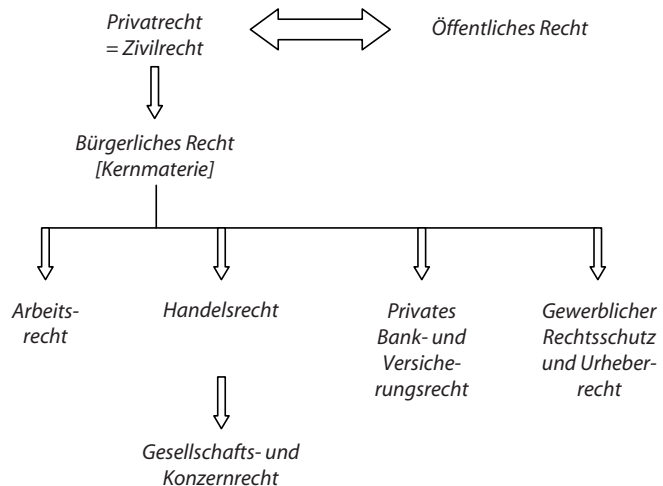 Privatrecht
= Zivilrecht
Öffentliches Recht
Bürgerliches Recht
[Kernmaterie]
Arbeits-
recht
Handelsrecht
Privates
Bank- und
Versiche-
rungsrecht
Gewerblicher
Rechtsschutz
und Urheber-
recht
Gesellschafts- und
Konzernrecht